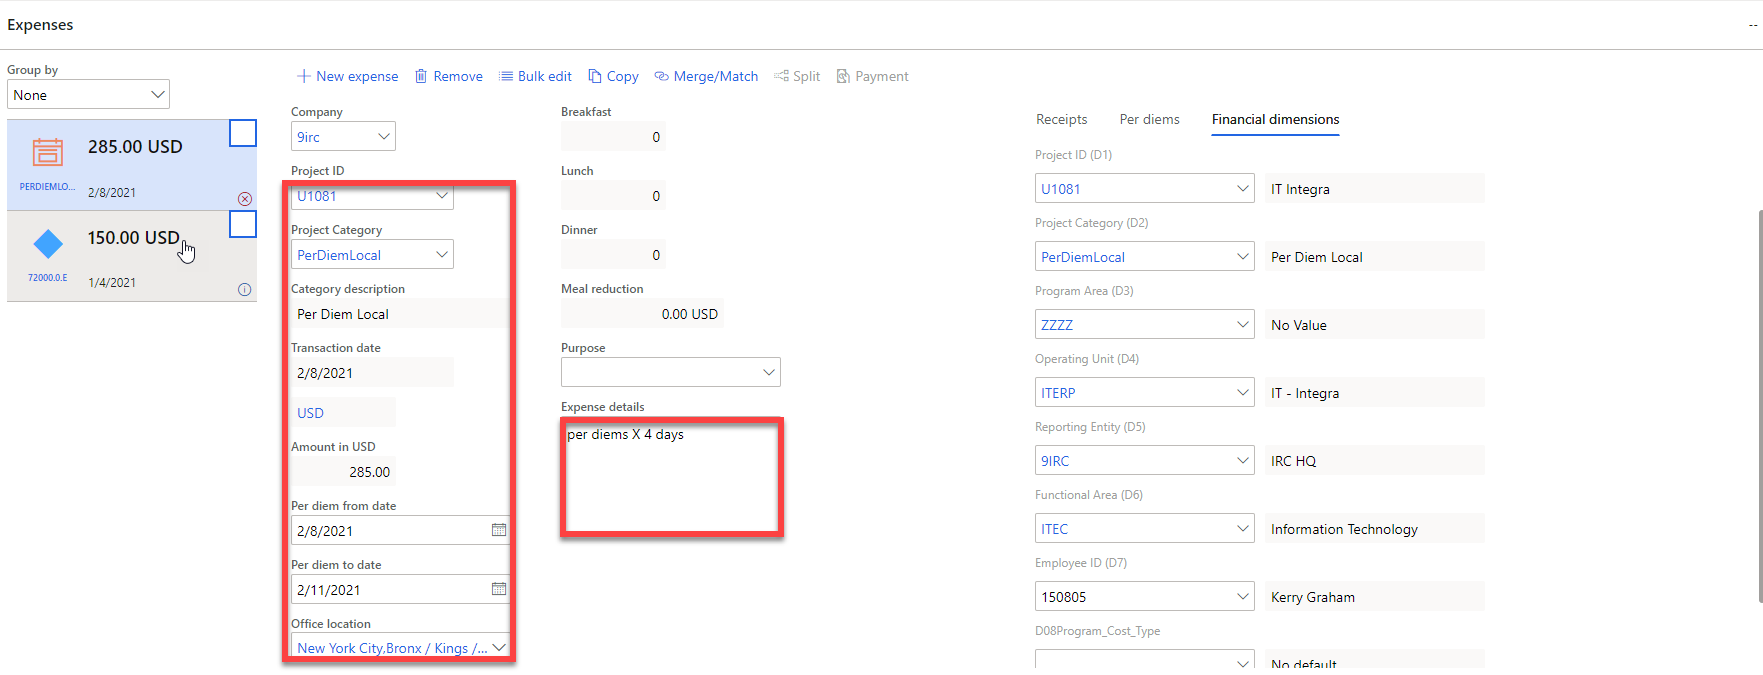 Expenses
--
Group by
None
285.00 USD
PERDIEMLO...
2/8/2021
150.00 USD
72000.0.E
1/4/2021
New expense
Remove
Bulk edit
Copy
Merge/Match
Split
Payment
Company
9irc
Project ID
U1081
Project Category
PerDiemLocal
Category description
Per Diem Local
Transaction date
2/8/2021
USD
Amount in USD
285.00
Per diem from date
2/8/2021
Per diem to date
2/11/2021
Office location
New York City,Bronx / Kings /...
Breakfast
0
Lunch
0
Dinner
0
Meal reduction
0.00 USD
Purpose
Expense details
per diems X 4 days
Receipts
Per diems
Financial dimensions
Project ID (D1)
U1081
IT Integra
Project Category (D2)
PerDiemLocal
Per Diem Local
Program Area (D3)
ZZZZ
No Value
Operating Unit (D4)
ITERP
IT - Integra
Reporting Entity (D5)
9IRC
IRC HQ
Functional Area (D6)
ITEC
Information Technology
Employee ID (D7)
150805
Kerry Graham
D08Program_Cost_Type
No default